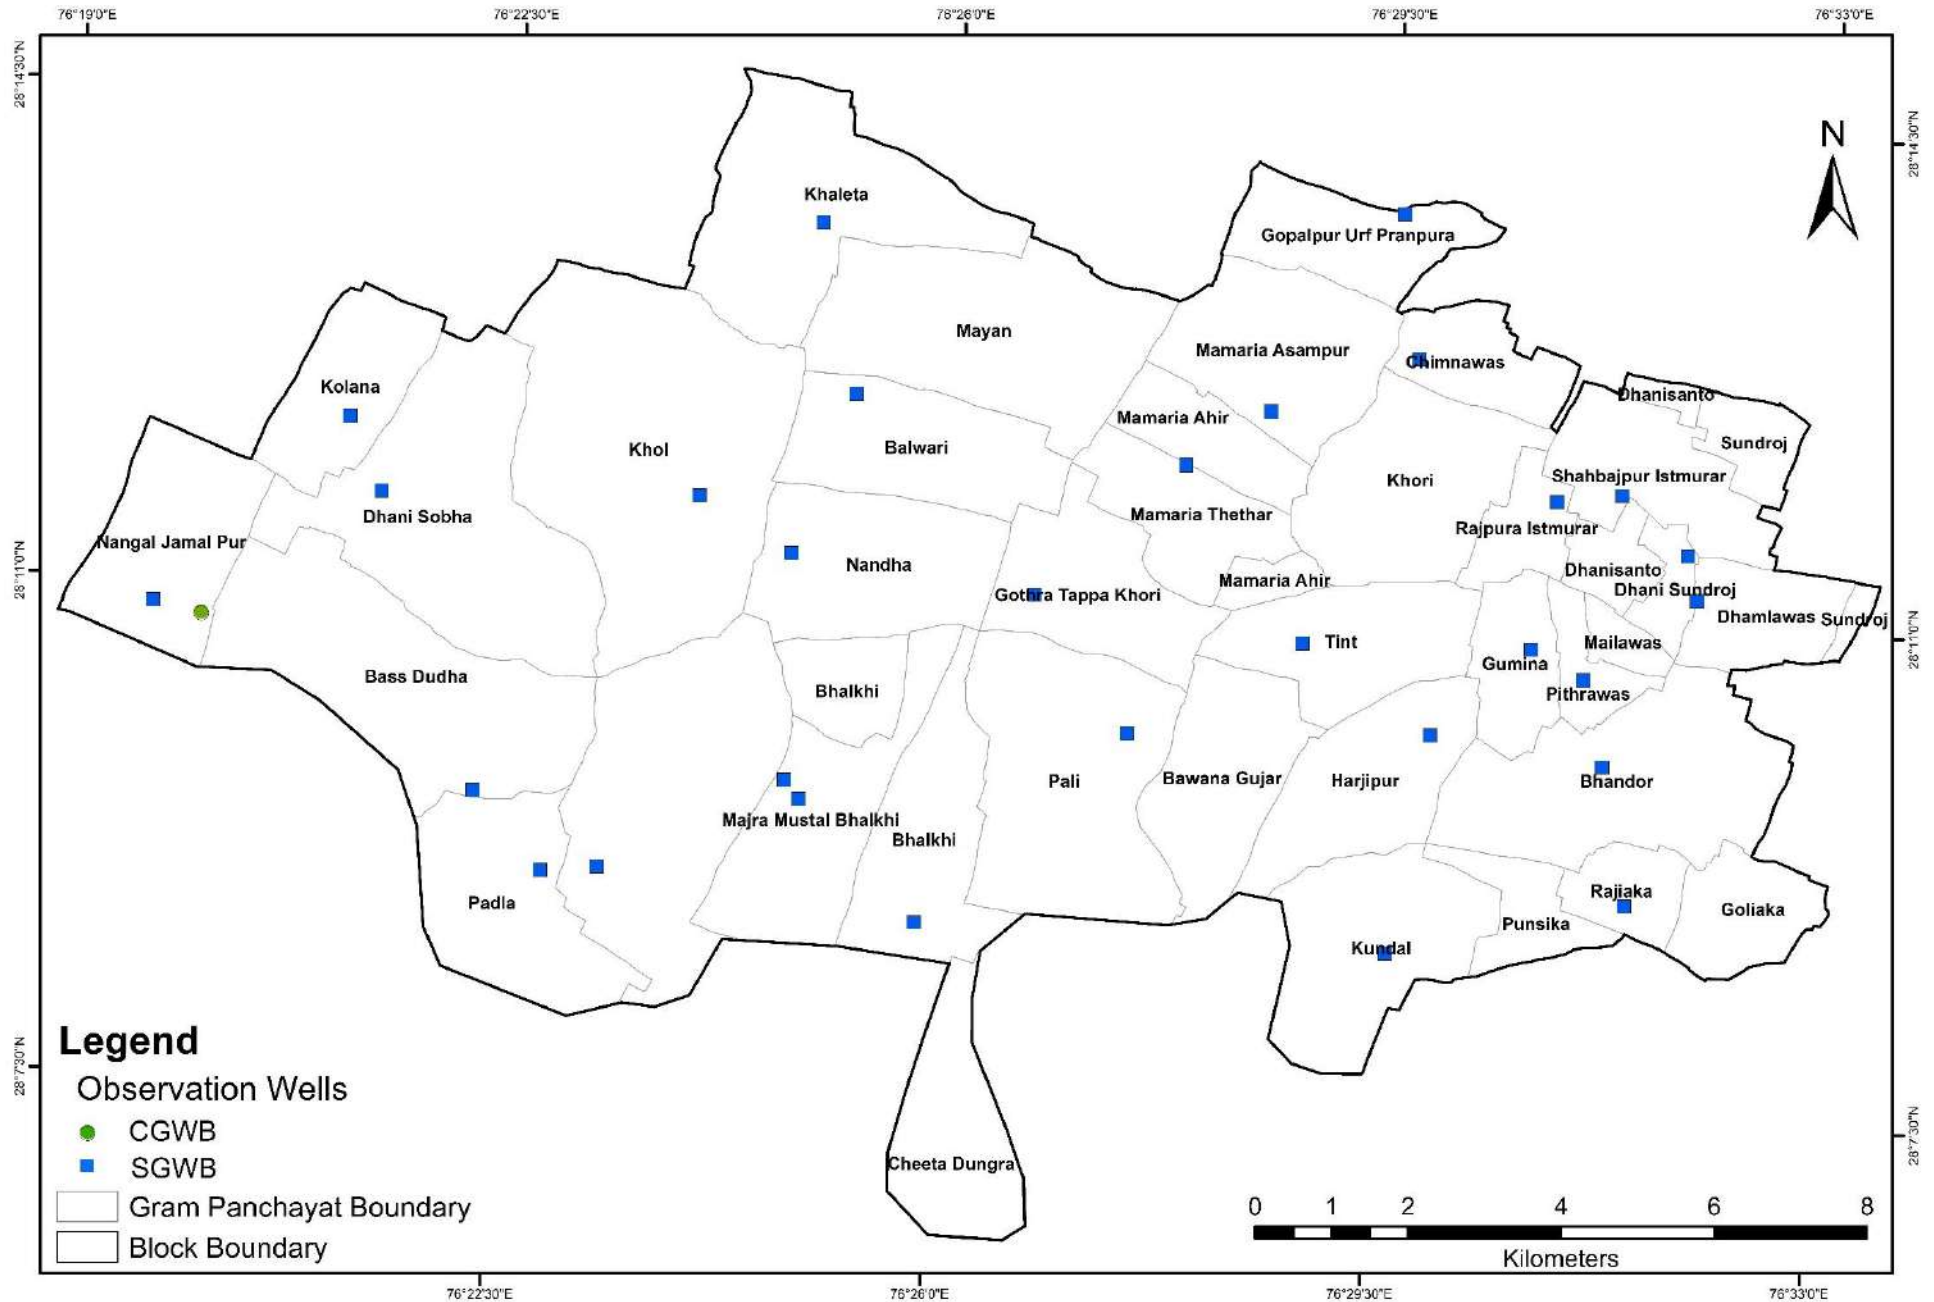 76°19'0"E 76°22'30"E 76°26'0"E 76°29'30"E 76°33'0"E
28°14'30"N
28°14'30"N
N
Khaleta
Gopalpur Urf Pranpura
Mayan
Mamaria Asampur
Chimnawas
Kolana
Dhanisanto
Mamaria Ahir
Sundroj
Khol
Balwari
Shahbajpur Istmurar
Khori
Dhani Sobha
Mamaria Thethar
Rajpura Istmurar
Nangal Jamal Pur
Nandha
Dhanisanto
28°11'0"N
Mamaria Ahir
Dhani Sundroj
Gothra Tappa Khori
Dhamlawas Sundroj
28°11'0"N
Tint
Mailawas
Gumina
Bass Dudha
Bhalkhi
Pithrawas
Pali
Bawana Gujar
Harjipur
Bhandor
Majra Mustal Bhalkhi
Bhalkhi
Rajiaka
Padla
Goliaka
Punsika
Kundal
Legend
28°7'30"N
Observation Wells
CGWB
28°7'30"N
SGWB
Cheeta Dungra
Gram Panchayat Boundary
0 1 2 4 6 8
Block Boundary
Kilometers
76°22'30"E 76°26'0"E 76°29'30"E 76°33'0"E